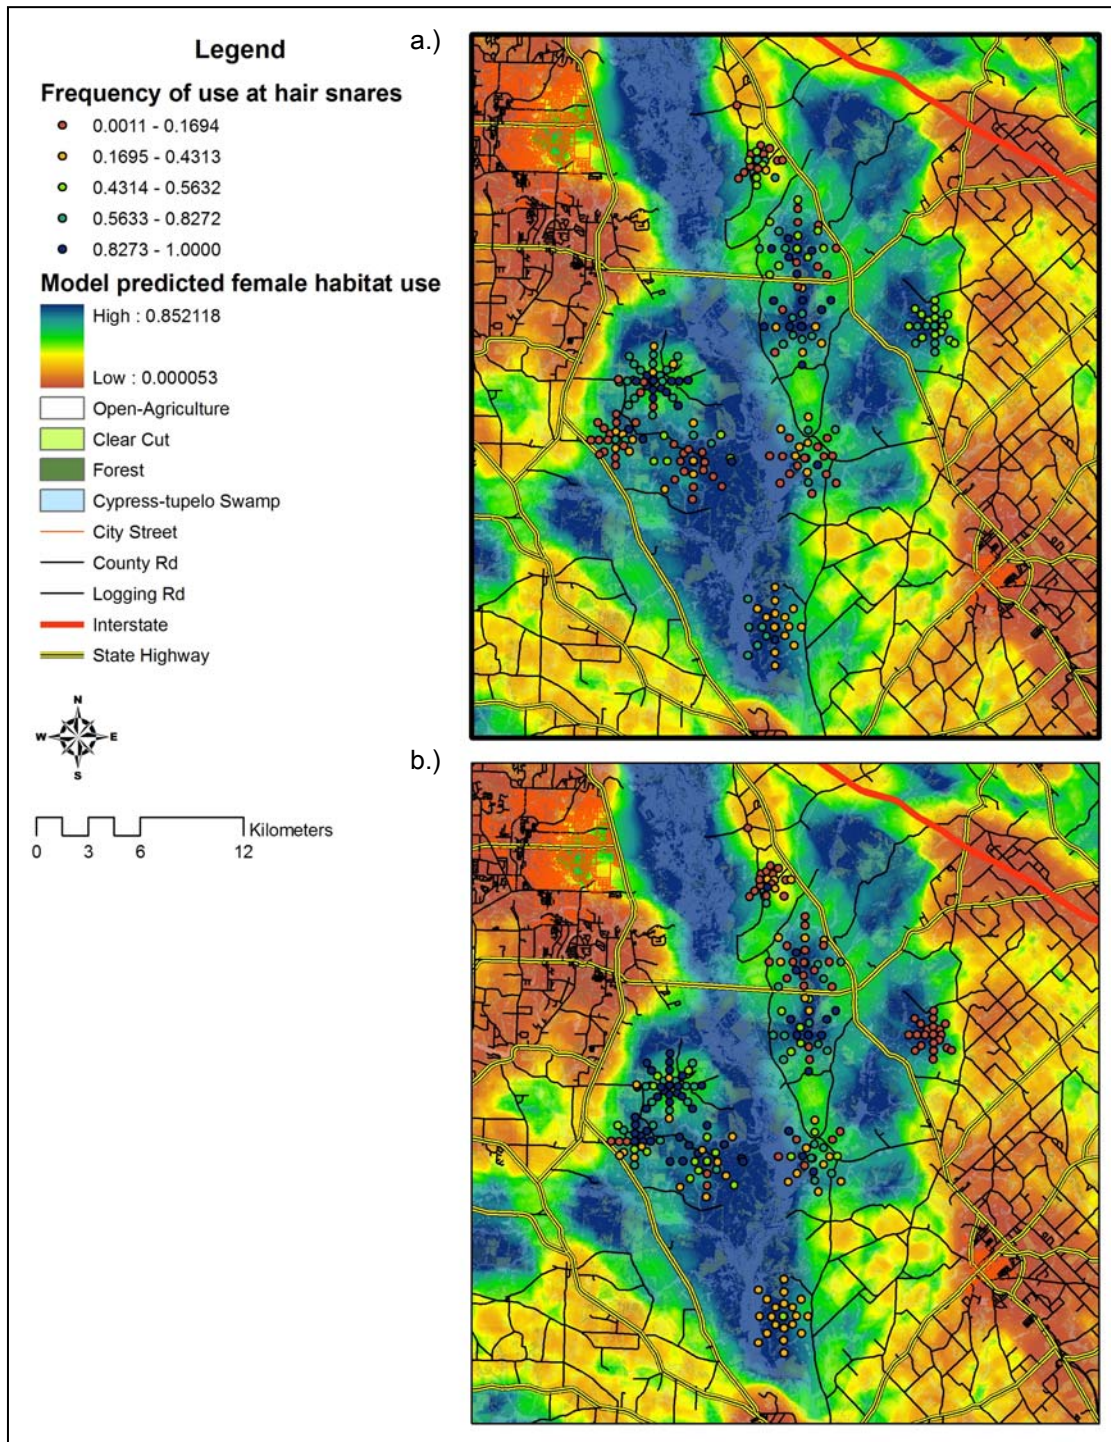 Legend
Frequency of use at hair snares
0.0011 - 0.1694
0.1695 - 0.4313
0.4314 - 0.5632
0.5633 - 0.8272
0.8273 - 1.0000
Model predicted female habitat use
High : 0.852118
Low : 0.000053
Open-Agriculture
Clear Cut
Forest
Cypress-tupelo Swamp
City Street
County Rd
Logging Rd
Interstate
State Highway
N
W E
S
Kilometers
0 3 6 12
a.)
b.)